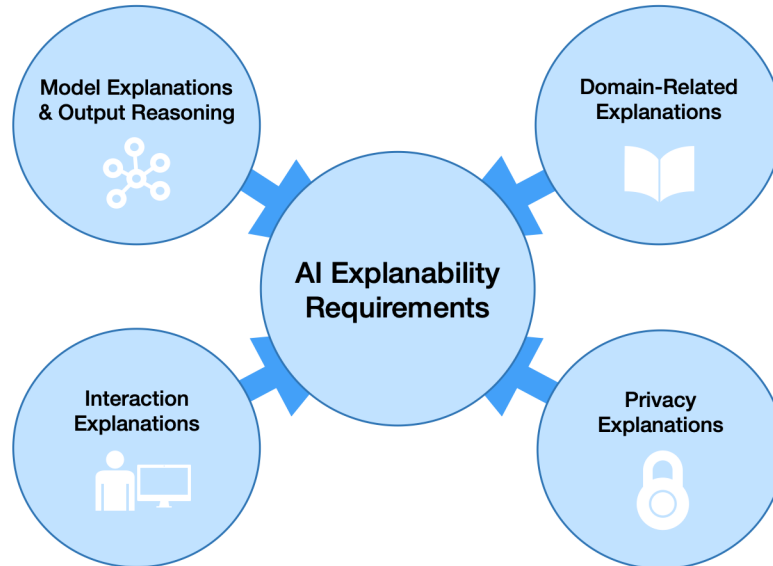 Model Explanations
& Output Reasoning
Domain-Related
Explanations
AI Explanability
Requirements
Interaction
Explanations
Privacy
Explanations